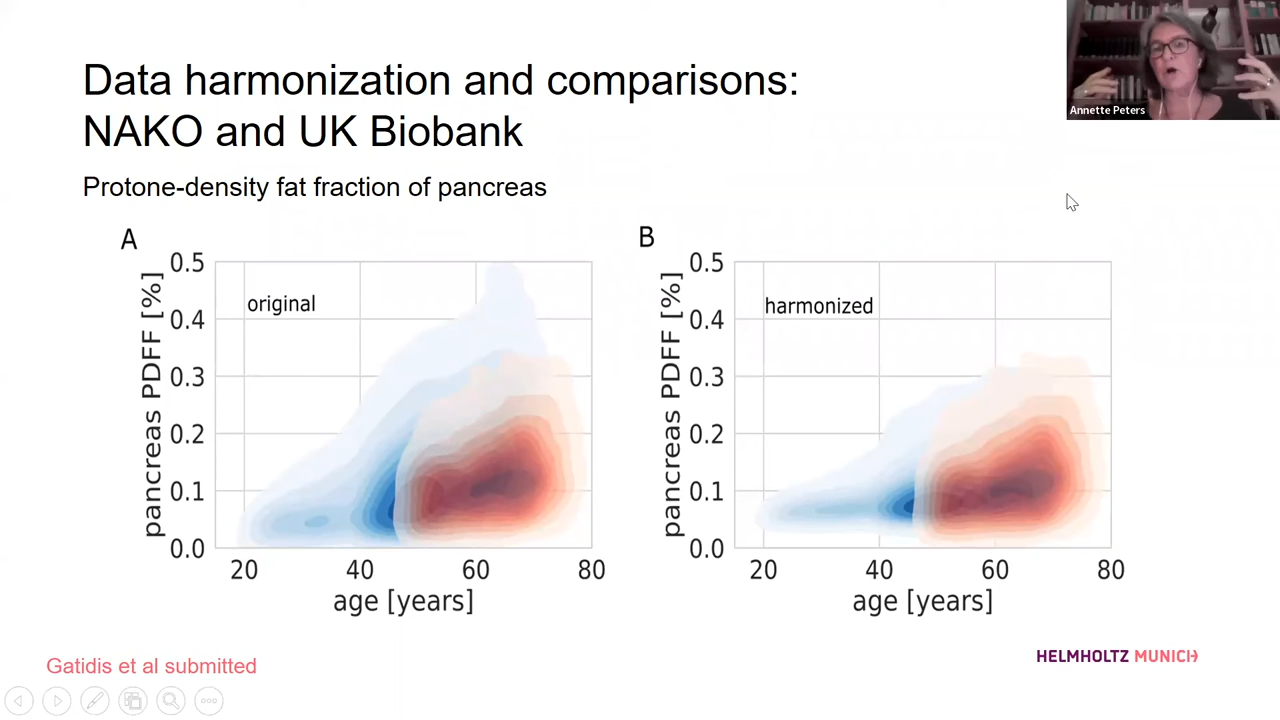 Data harmonization and comparisons:
NAKO and UK Biobank
Protone-density fat fraction of pancreas
Annette Peters
A
pancreas PDFF [%]
0.5
0.4
0.3
0.2
0.1
0.0
original
20 40 60 80
age [years]
B
pancreas PDFF [%]
0.5
0.4
0.3
0.2
0.1
0.0
harmonized
20 40 60 80
age [years]
Gatidis et al submitted
HELMHOLTZ MUNICH